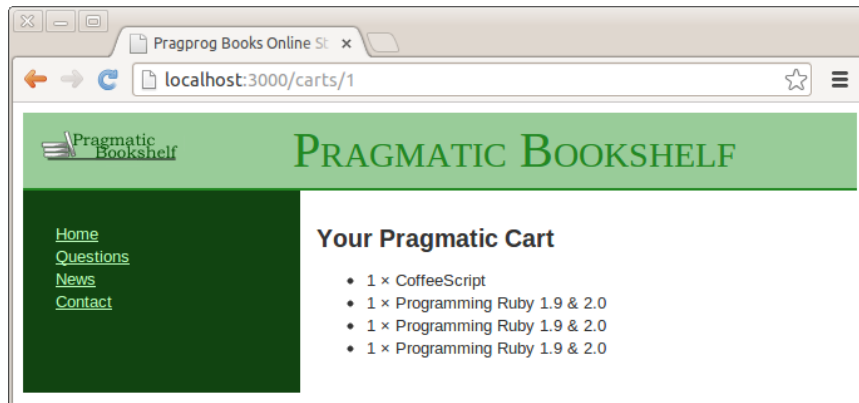 Pragprog Books Online St
localhost:3000/carts/1
Pragmatic
Bookshelf
PRAGMATIC BOOKSHELF
Home
Questions
News
Contact
Your Pragmatic Cart
• 1 × CoffeeScript
• 1 × Programming Ruby 1.9 & 2.0
• 1 × Programming Ruby 1.9 & 2.0
• 1 × Programming Ruby 1.9 & 2.0